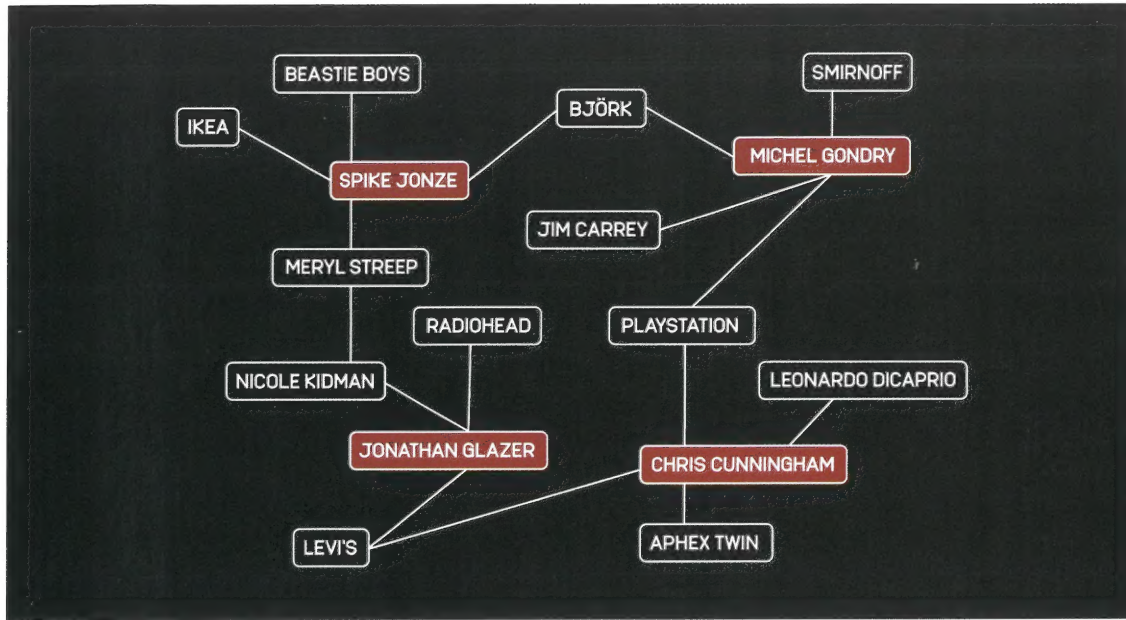 BEASTIE BOYS
SMIRNOFF
IKEA
BJÖRK
MICHEL GONDRY
SPIKE JONZE
JIM CARREY
MERYL STREEP
RADIOHEAD
PLAYSTATION
NICOLE KIDMAN
LEONARDO DICAPRIO
JONATHAN GLAZER
CHRIS CUNNINGHAM
LEVI'S
APHEX TWIN